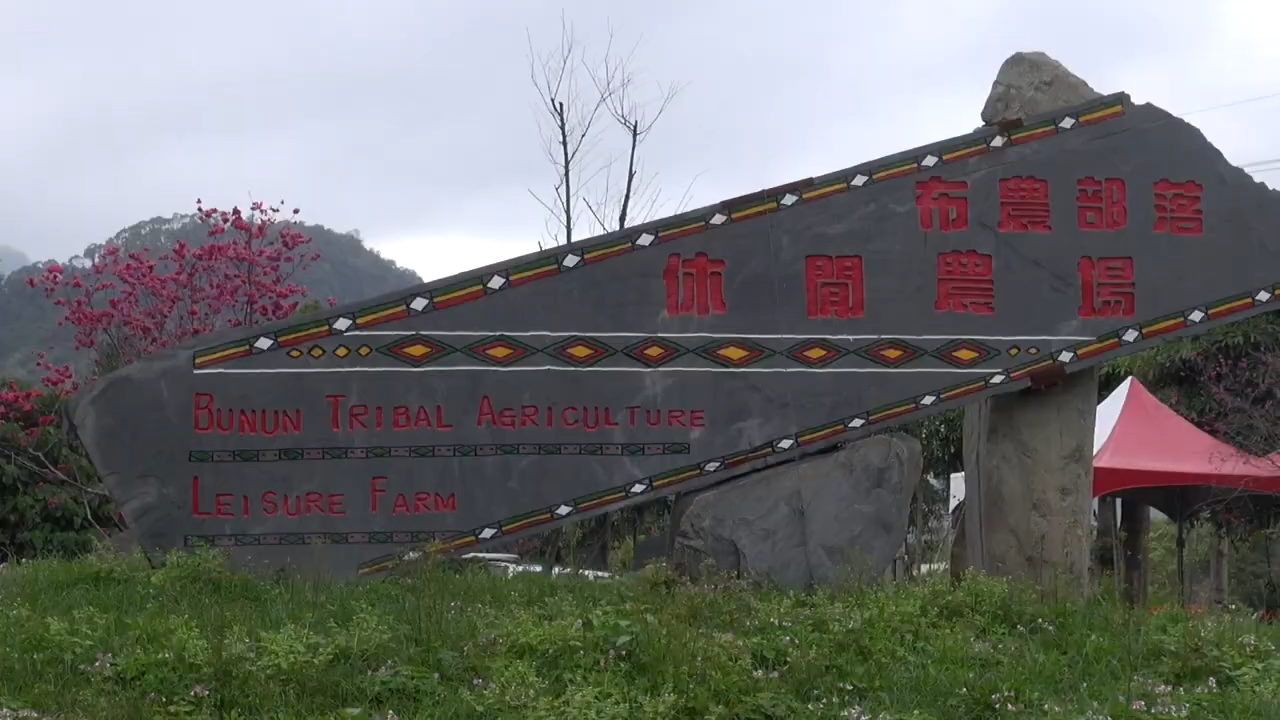 布農部落
休閒農場
BUNUN TRIBAL AGRICULTURE
LEISURE FARM